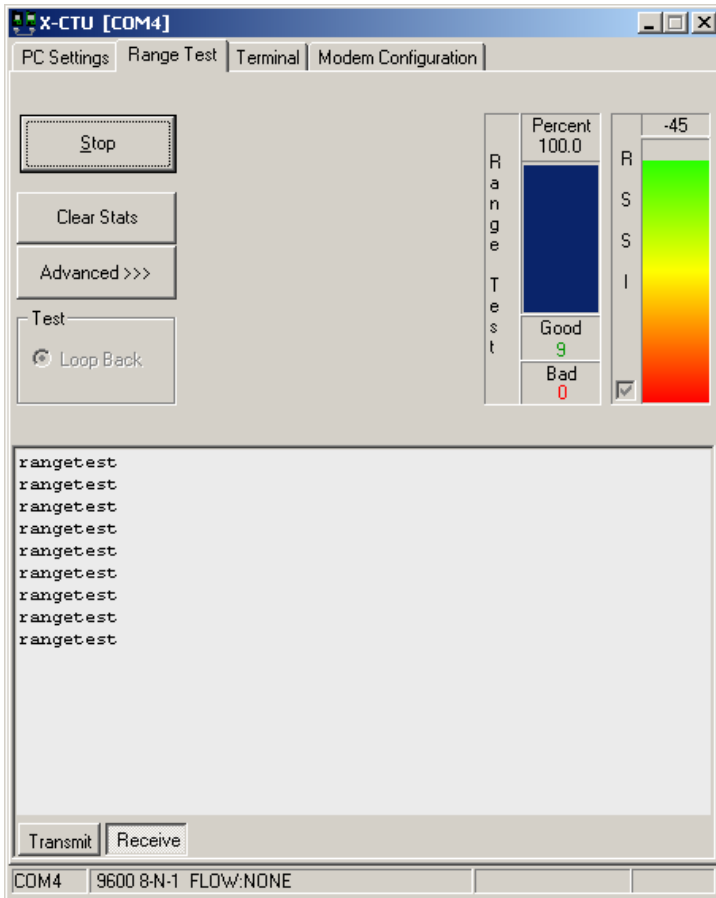 X-CTU [COM4]
PC Settings Range Test Terminal Modem Configuration
Stop
Clear Stats
Advanced >>>
Test
Loop Back
Range Test
Percent
100.0
Good
9
Bad
0
RSSI
-45
rangetest
rangetest
rangetest
rangetest
rangetest
rangetest
rangetest
rangetest
rangetest
Transmit Receive
COM4 9600 8-N-1 FLOW:NONE